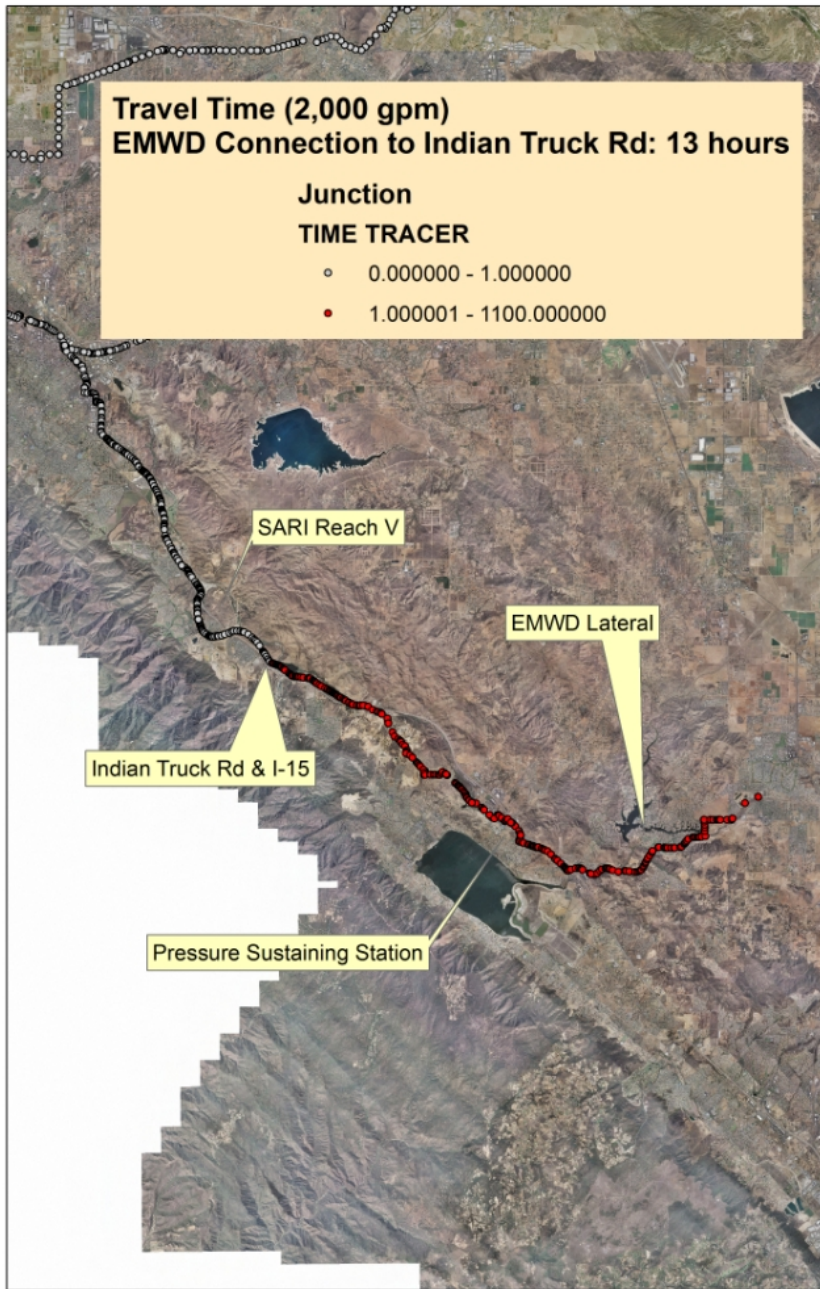 Travel Time (2,000 gpm)
EMWD Connection to Indian Truck Rd: 13 hours
Junction
TIME TRACER
0.000000 - 1.000000
1.000001 - 1100.000000
SARI Reach V
EMWD Lateral
Indian Truck Rd & I-15
Pressure Sustaining Station